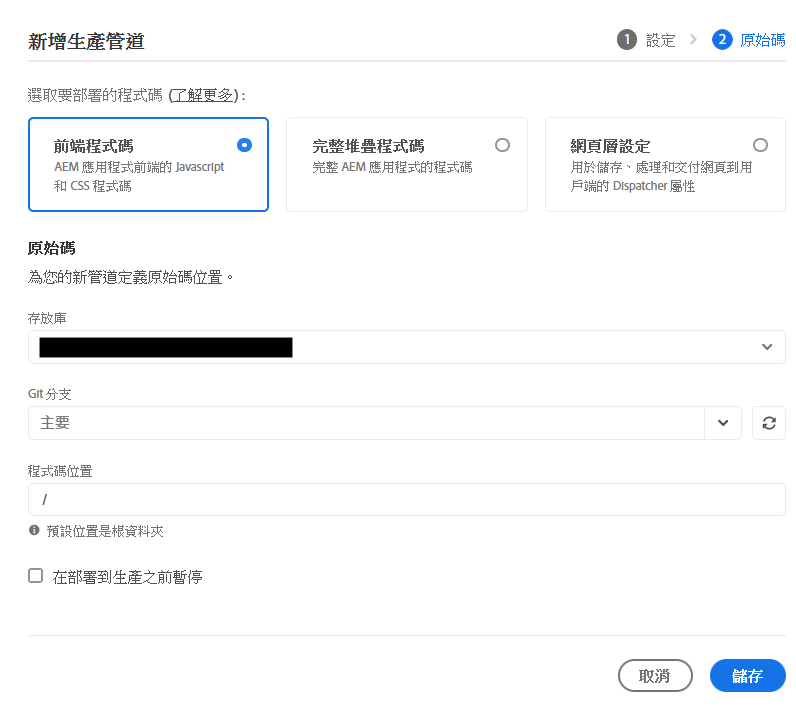 新增生產管道
1 設定 > 2 原始碼
選取要部署的程式碼 (了解更多) :
前端程式碼
AEM 應用程式前端的 Javascript
和 CSS 程式碼
完整堆疊程式碼
完整 AEM 應用程式的程式碼
網頁層設定
用於儲存、處理和交付網頁到用
戶端的 Dispatcher 屬性
原始碼
為您的新管道定義原始碼位置。
存放庫
Git 分支
主要
程式碼位置
/
預設位置是根資料夾
在部署到生產之前暫停
取消
儲存